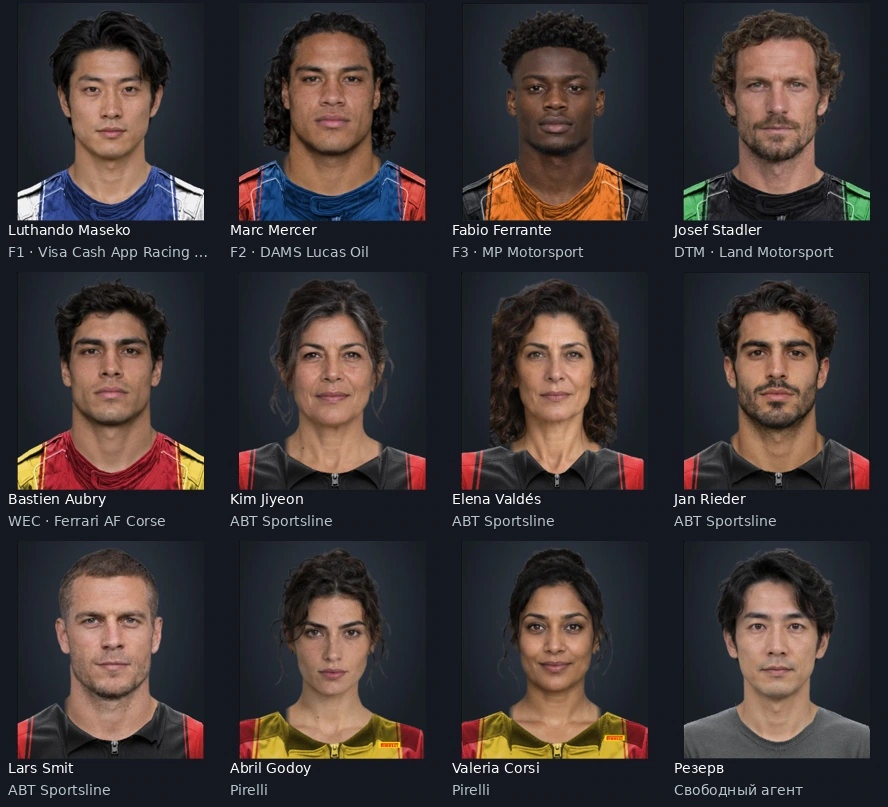 Luthando Maseko
F1 · Visa Cash App Racing ...
Marc Mercer
F2 · DAMS Lucas Oil
Fabio Ferrante
F3 · MP Motorsport
Josef Stadler
DTM · Land Motorsport
Bastien Aubry
WEC · Ferrari AF Corse
Kim Jiyeon
ABT Sportsline
Elena Valdés
ABT Sportsline
Jan Rieder
ABT Sportsline
Lars Smit
ABT Sportsline
PIRELLI
Abril Godoy
Pirelli
PIRELLI
Valeria Corsi
Pirelli
Резерв
Свободный агент